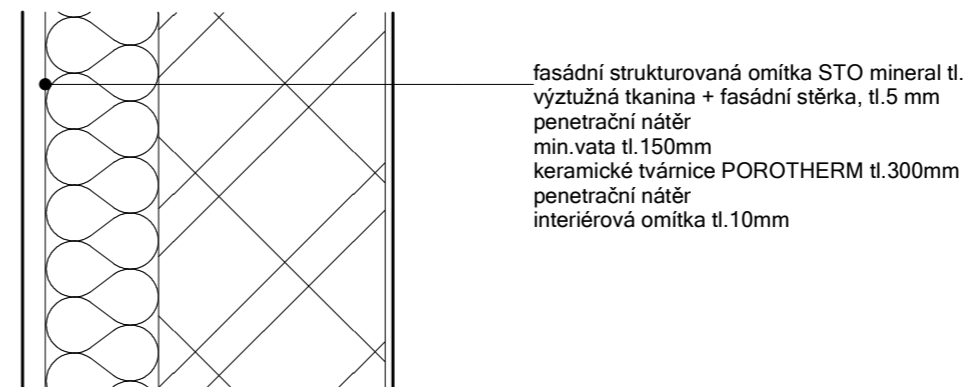 fasádní strukturovaná omítka STO mineral tl.
výztužná tkanina + fasádní stěrka, tl.5 mm
penetrační nátěr
min.vata tl.150mm
keramické tvárnice POROTHERM tl.300mm
penetrační nátěr
interiérová omítka tl.10mm